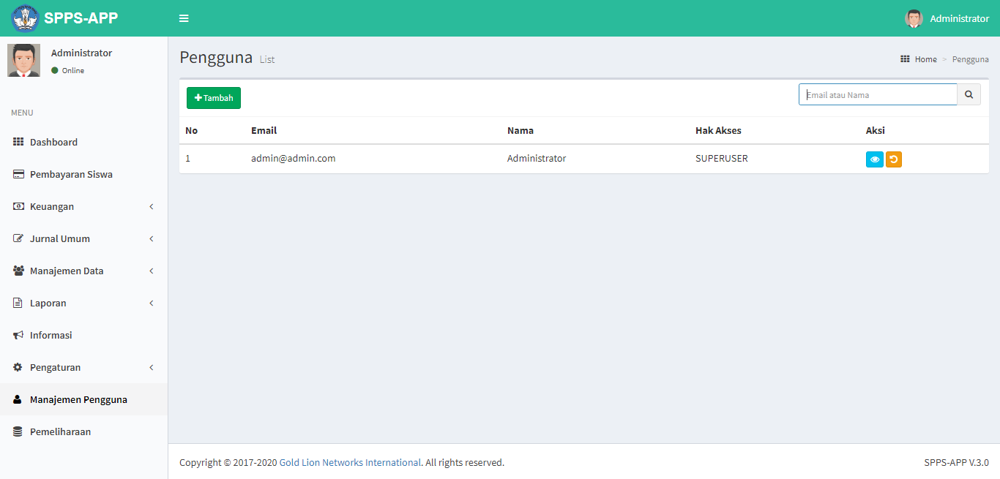 SPPS-APP
Administrator
Administrator
Online
MENU
Dashboard
Pembayaran Siswa
Keuangan
Jurnal Umum
Manajemen Data
Laporan
Informasi
Pengaturan
Manajemen Pengguna
Pemeliharaan
Pengguna List
Home > Pengguna
Tambah
Email atau Nama
No Email Nama Hak Akses Aksi
1 admin@admin.com Administrator SUPERUSER
Copyright © 2017-2020 Gold Lion Networks International. All rights reserved.
SPPS-APP V.3.0